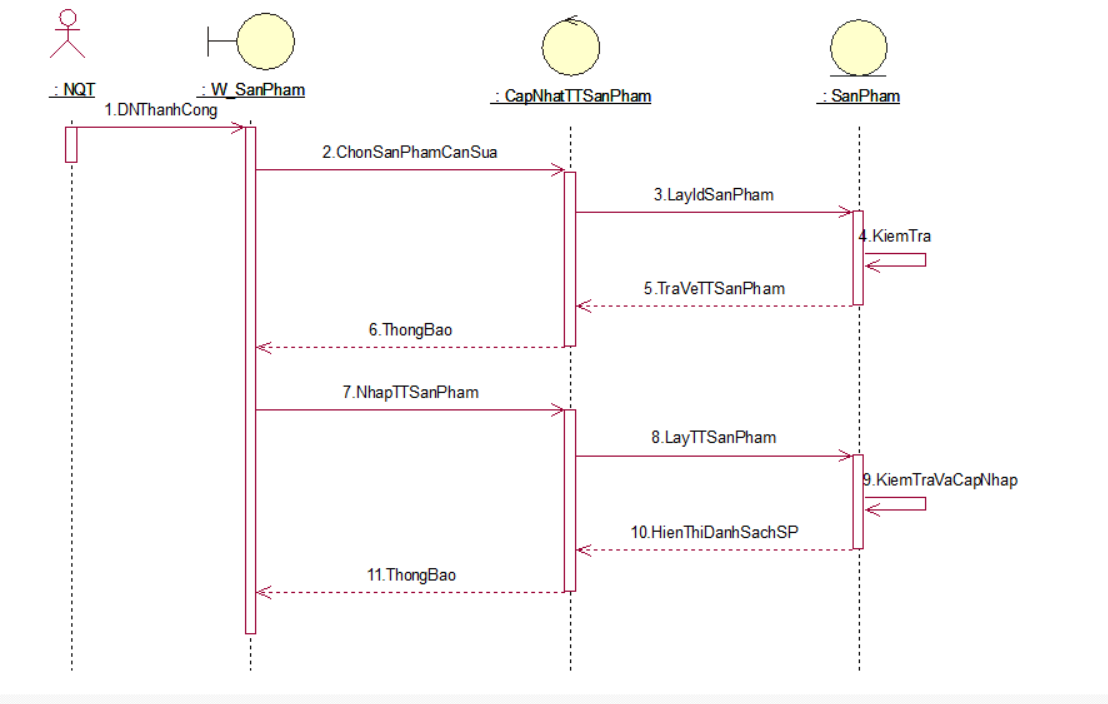 : NQT
: W_SanPham
: CapNhatTTSanPham
: SanPham
1.DNThanhCong
2.ChonSanPhamCanSua
3.LayIdSanPham
4.KiemTra
5.TraVeTTSanPham
6.ThongBao
7.NhapTTSanPham
8.LayTTSanPham
9.KiemTraVaCapNhap
10.HienThiDanhSachSP
11.ThongBao